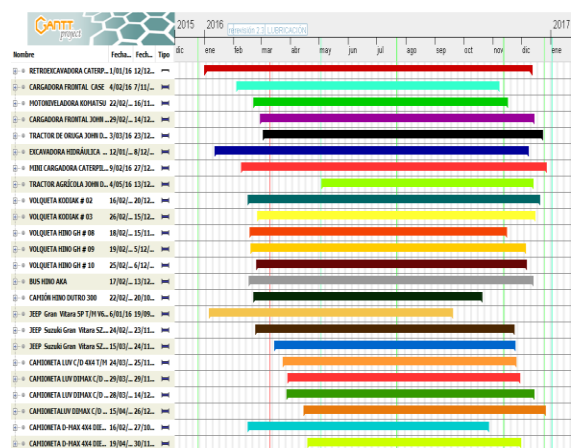 GANTT
project
2015 2016 2017
revisión 2.3| LUBRICACIÓN
Nombre Fecha... Fech... Tipo
dic ene feb mar abr may jun jul ago sep oct nov dic ene
RETROEXCAVADORA CATERP... 1/01/16 12/12...
CARGADORA FRONTAL CASE 4/02/16 7/11/...
MOTONIVELADORA KOMATSU 22/02/... 16/11...
CARGADORA FRONTAL JOHN ... 29/02/... 14/12...
TRACTOR DE ORUGA JOHN D... 3/03/16 23/12...
EXCAVADORA HIDRÁULICA ... 12/01/... 8/12/...
MINI CARGADORA CATERPIL... 9/02/16 27/12...
TRACTOR AGRÍCOLA JOHN D... 4/05/16 13/12...
VOLQUETA KODIAK # 02 16/02/... 20/12...
VOLQUETA KODIAK # 03 26/02/... 15/12...
VOLQUETA HINO GH # 08 18/02/... 15/11...
VOLQUETA HINO GH # 09 19/02/... 5/12/...
VOLQUETA HINO GH # 10 25/02/... 6/12/...
BUS HINO AKA 17/02/... 13/12...
CAMIÓN HINO DUTRO 300 22/02/... 20/10...
JEEP Gran Vitara SP T/M V6... 6/01/16 19/09...
JEEP Suzuki Gran Vitara SZ... 24/02/... 23/11...
JEEP Suzuki Gran Vitara SZ... 15/03/... 24/11...
CAMIONETA LUV C/D 4X4 T/M 24/03/... 25/11...
CAMIONETA LUV DIMAX C/D ... 29/03/... 29/11...
CAMIONETA LUV DIMAX C/D ... 28/03/... 14/12...
CAMIONETALUV DIMAX C/D ... 15/04/... 26/12...
CAMIONETA D-MAX 4X4 DIE... 16/02/... 27/10...
CAMIONETA D-MAX 4X4 DIE... 19/04/... 30/11...